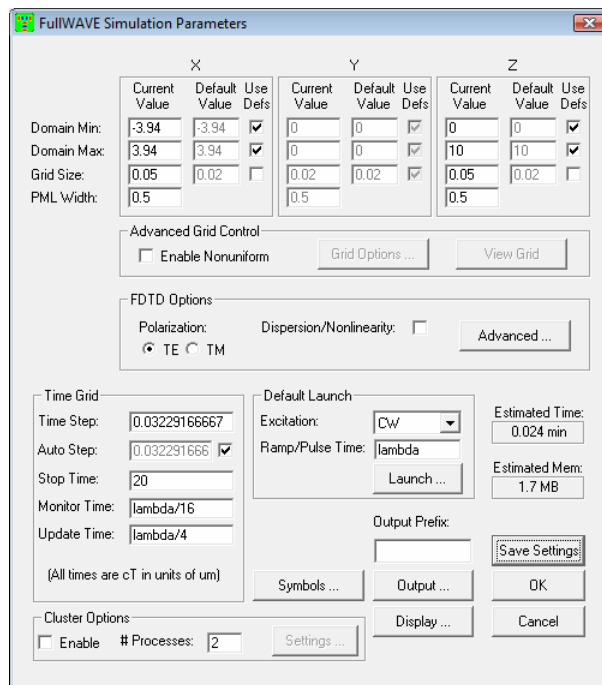 FullWAVE Simulation Parameters
X Y Z
Current Value Default Value Use Defs Current Value Default Value Use Defs Current Value Default Value Use Defs
Domain Min: -3.94 -3.94 0 0 0 0
Domain Max: 3.94 3.94 0 0 10 10
Grid Size: 0.05 0.02 0.02 0.02 0.05 0.02
PML Width: 0.5 0.5 0.5
Advanced Grid Control
Enable Nonuniform Grid Options ... View Grid
FDTD Options
Polarization: Dispersion/Nonlinearity: Advanced ...
TE TM
Time Grid
Time Step: 0.03229166667
Auto Step: 0.032291666
Stop Time: 20
Monitor Time: lambda/16
Update Time: lambda/4
(All times are cT in units of um)
Default Launch
Excitation: CW
Ramp/Pulse Time: lambda
Launch ...
Estimated Time:
0.024 min
Estimated Mem:
1.7 MB
Output Prefix:
Save Settings
Symbols ... Output ... OK
Display ... Cancel
Cluster Options
Enable # Processes: 2 Settings ...